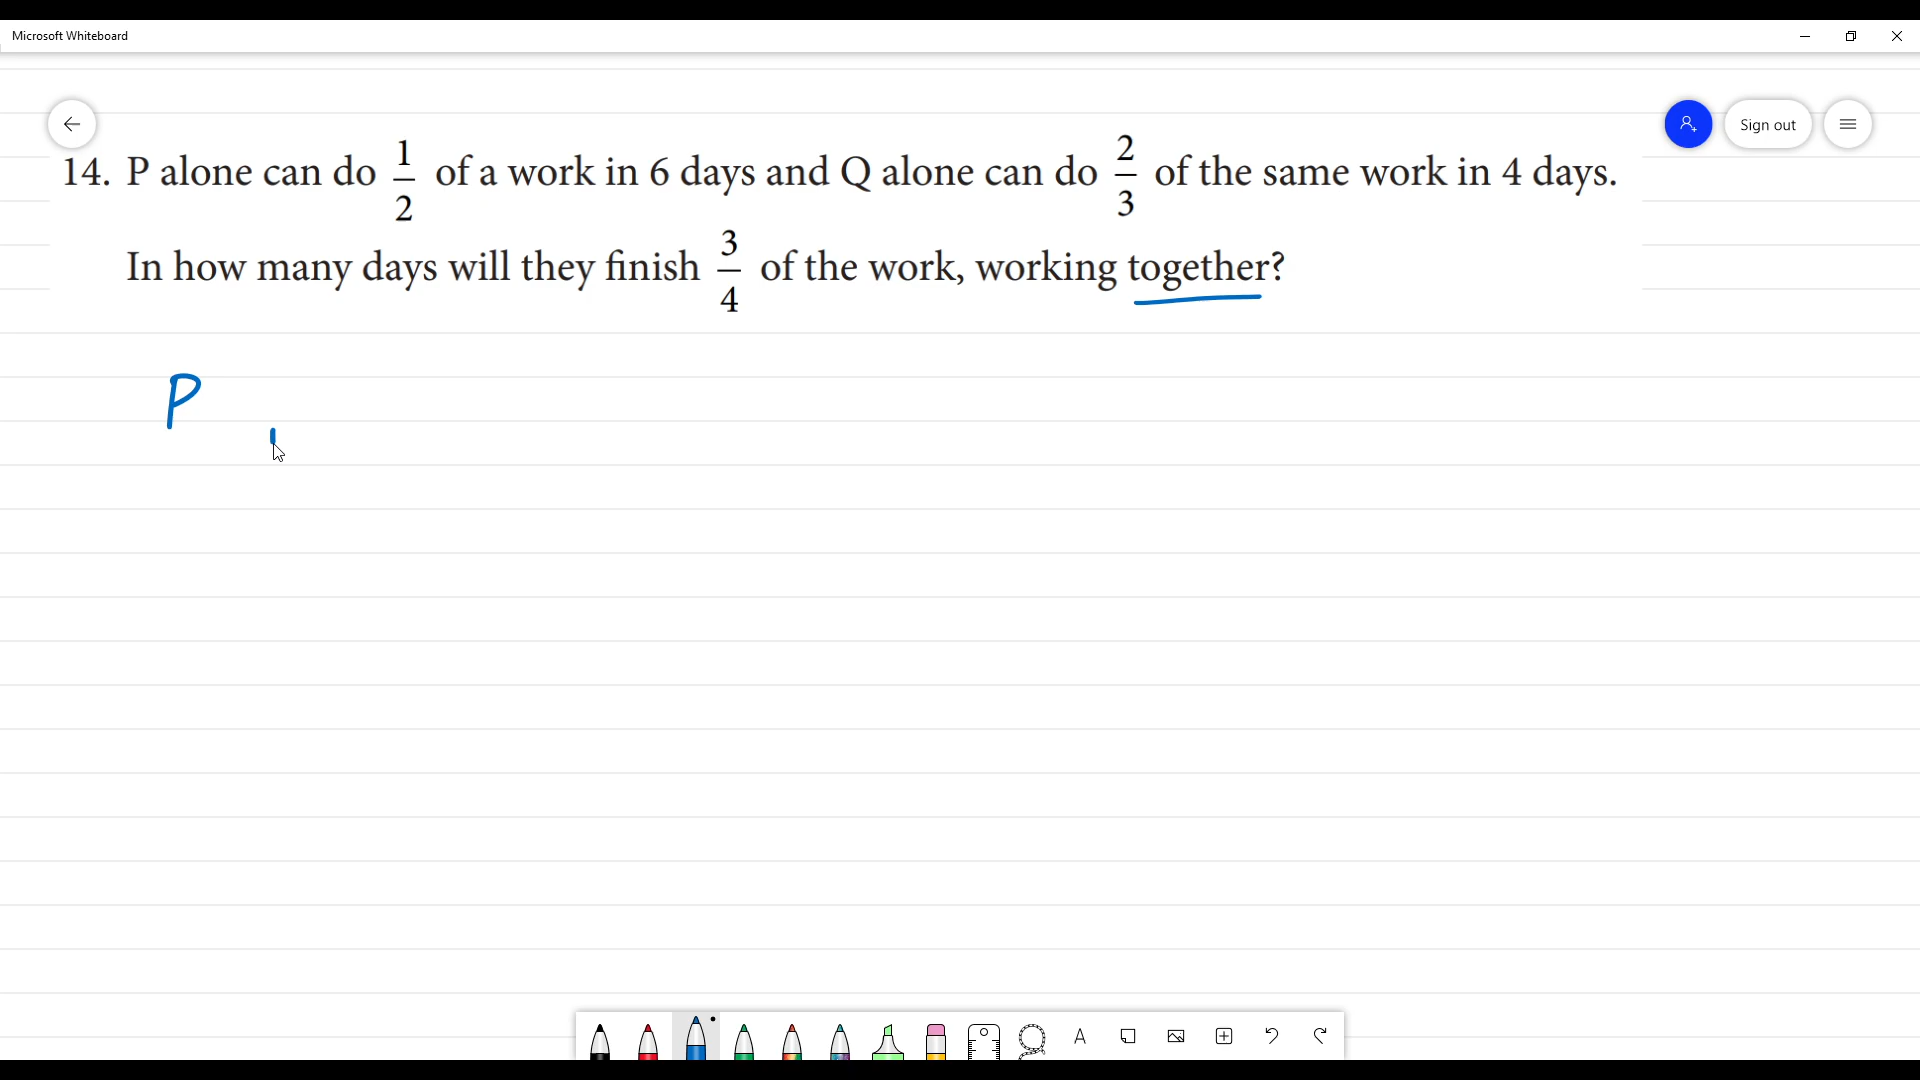 Microsoft Whiteboard
Sign out
14. P alone can do 1/2 of a work in 6 days and Q alone can do 2/3 of the same work in 4 days.
In how many days will they finish 3/4 of the work, working together?
P